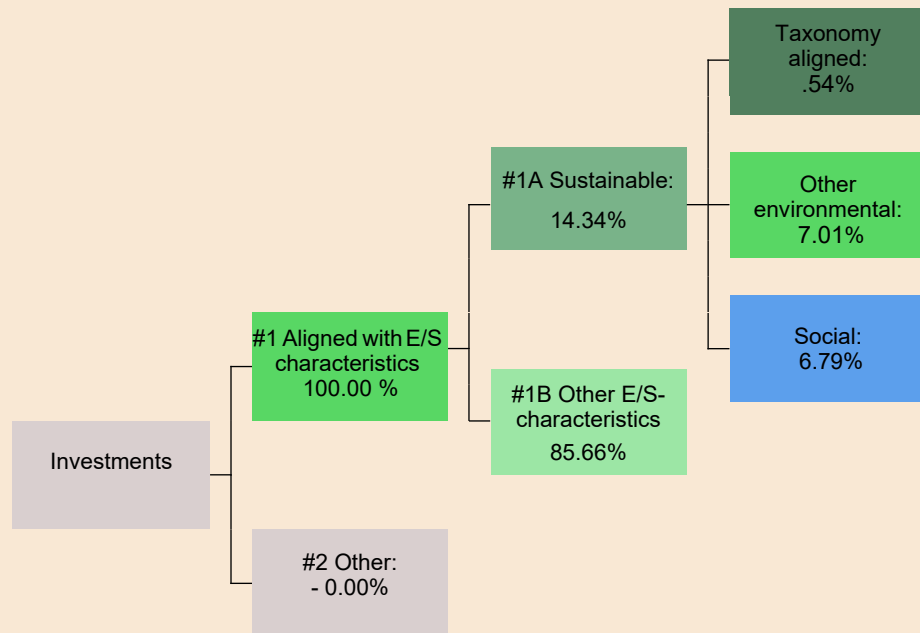 Taxonomy
aligned:
.54%
#1A Sustainable:
14.34%
Other
environmental:
7.01%
#1 Aligned with E/S
characteristics
100.00 %
Social:
6.79%
#1B Other E/S-
characteristics
85.66%
Investments
#2 Other:
- 0.00%